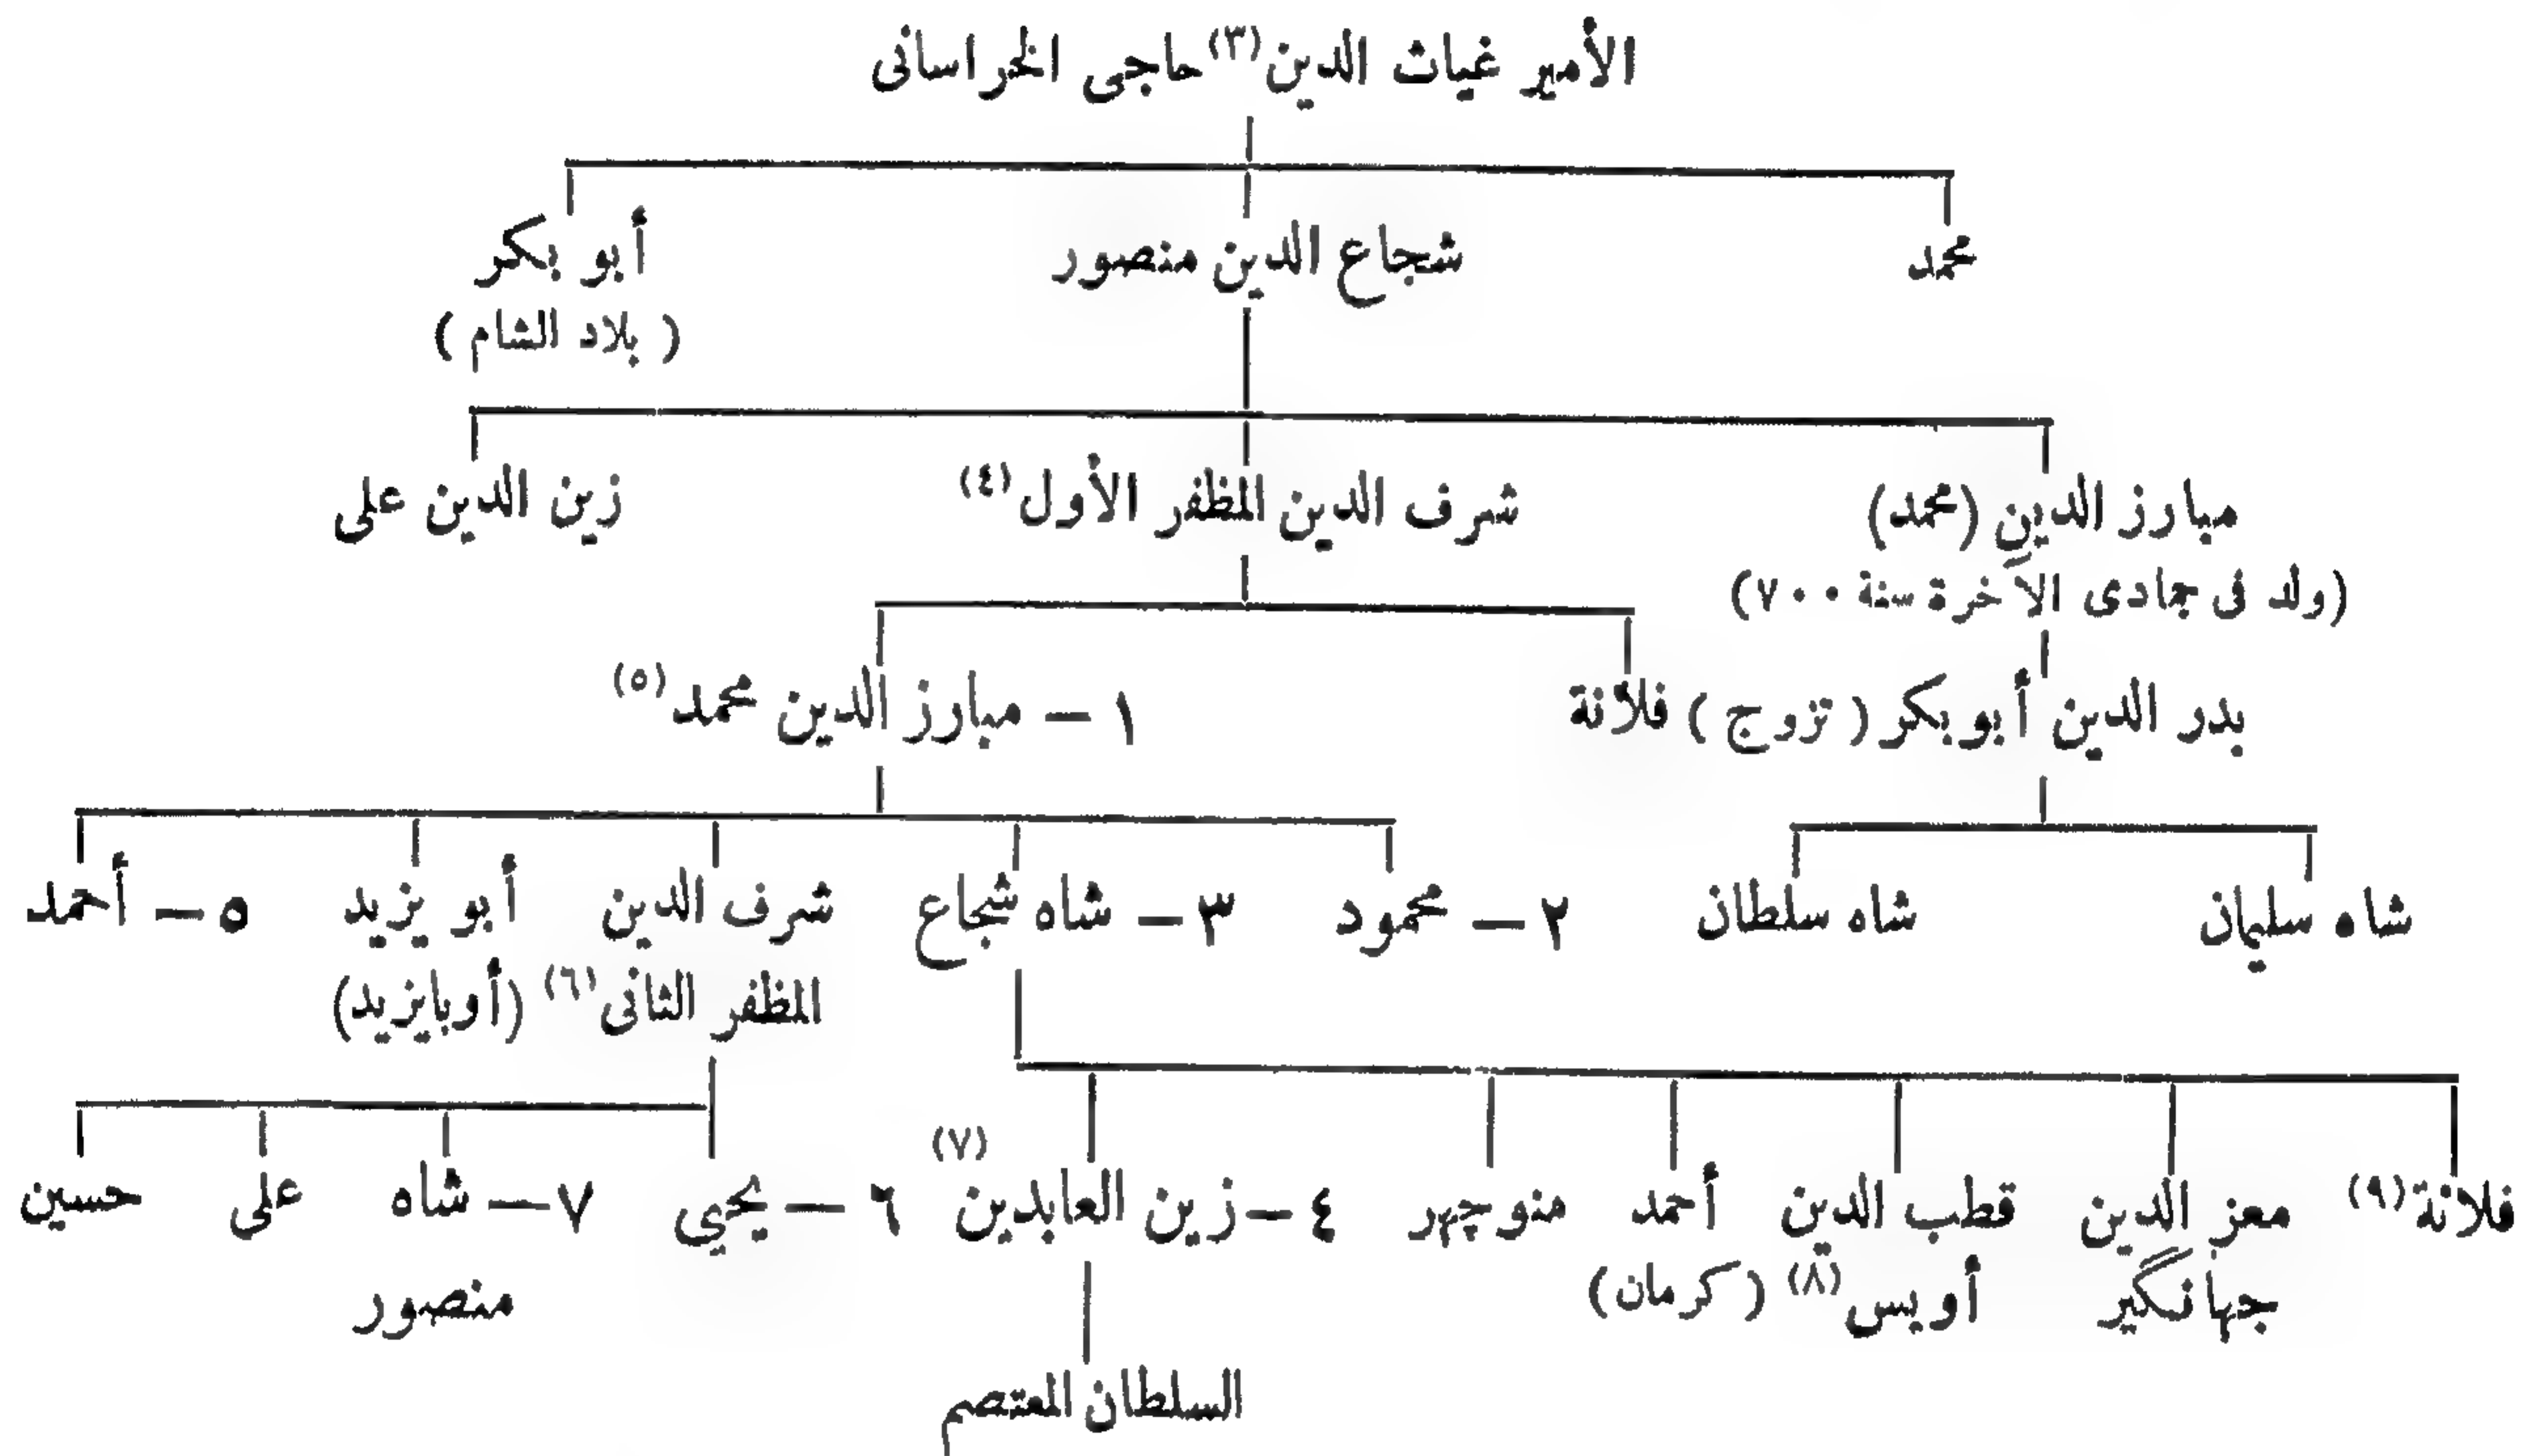 الأمير غياث الدين (٣) حاجى الخراسانى
محمد شجاع الدين منصور أبو بكر
( بلاد الشام )
مبارز الدين (محمد) شرف الدين المظفر الأول (٤) زين الدين على
(ولد فى جمادى الآخرة سنة ٧٠٠)
بدر الدين أبو بكر ( تزوج ) فلانة ١ – مبارز الدين محمد (٥)
شاه سليمان شاه سلطان ٢ – محمود ٣ – شاه شجاع شرف الدين أبو يزيد ٥ – أحمد
المظفر الثانى (٦) (أو بايزيد)
فلانة (٩) معز الدين قطب الدين أحمد منوچهر ٤ – زين العابدين (٧) ٦ – يحيي ٧ – شاه على حسين
جهانگير أويس (٨) (كرمان) منصور
السلطان المعتصم